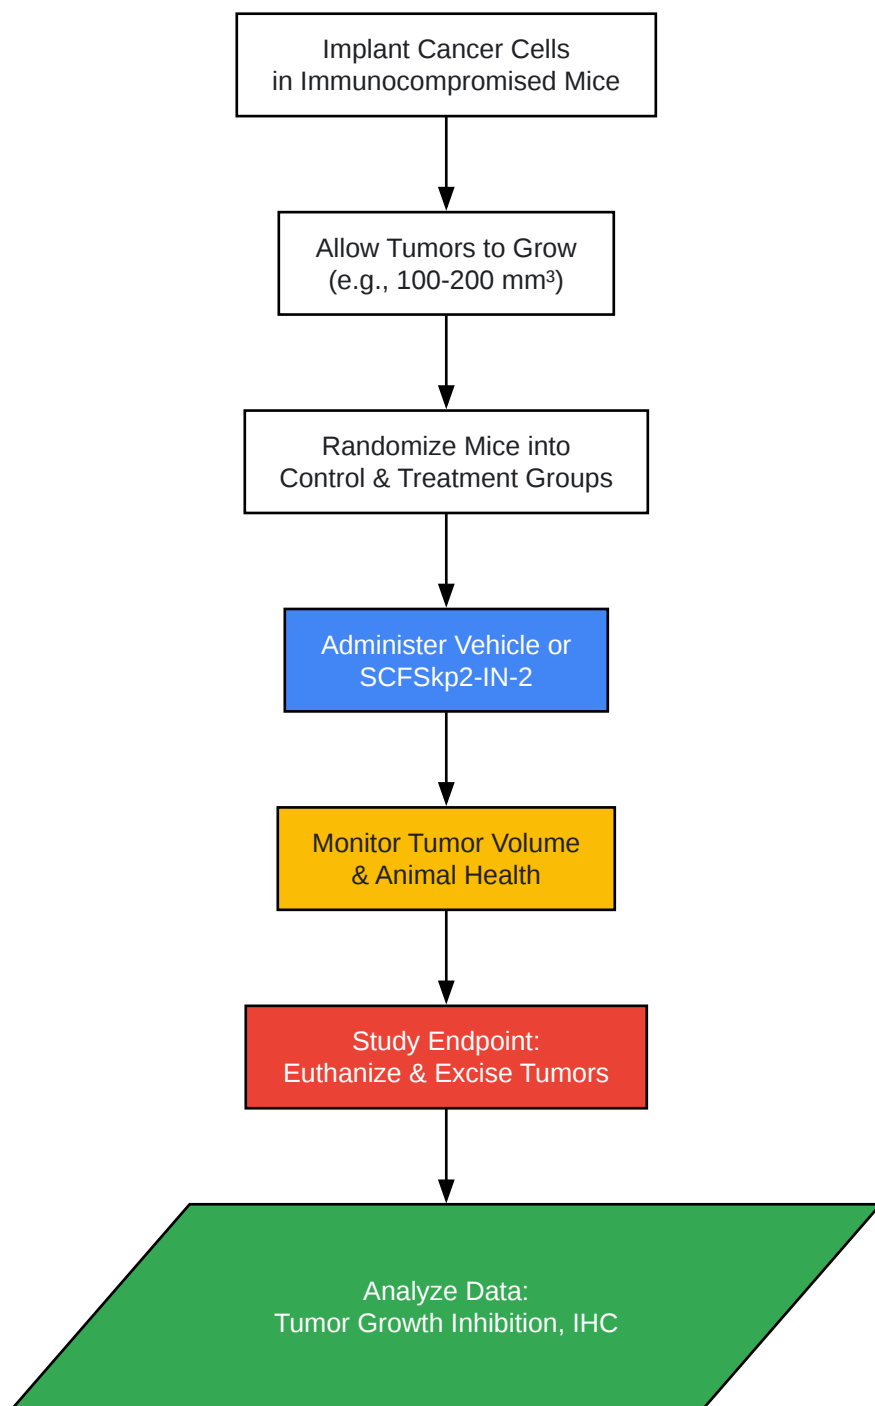 Implant Cancer Cells
in Immunocompromised Mice
Allow Tumors to Grow
(e.g., 100-200 mm³)
Randomize Mice into
Control & Treatment Groups
Administer Vehicle or
SCFSkp2-IN-2
Monitor Tumor Volume
& Animal Health
Study Endpoint:
Euthanize & Excise Tumors
Analyze Data:
Tumor Growth Inhibition, IHC